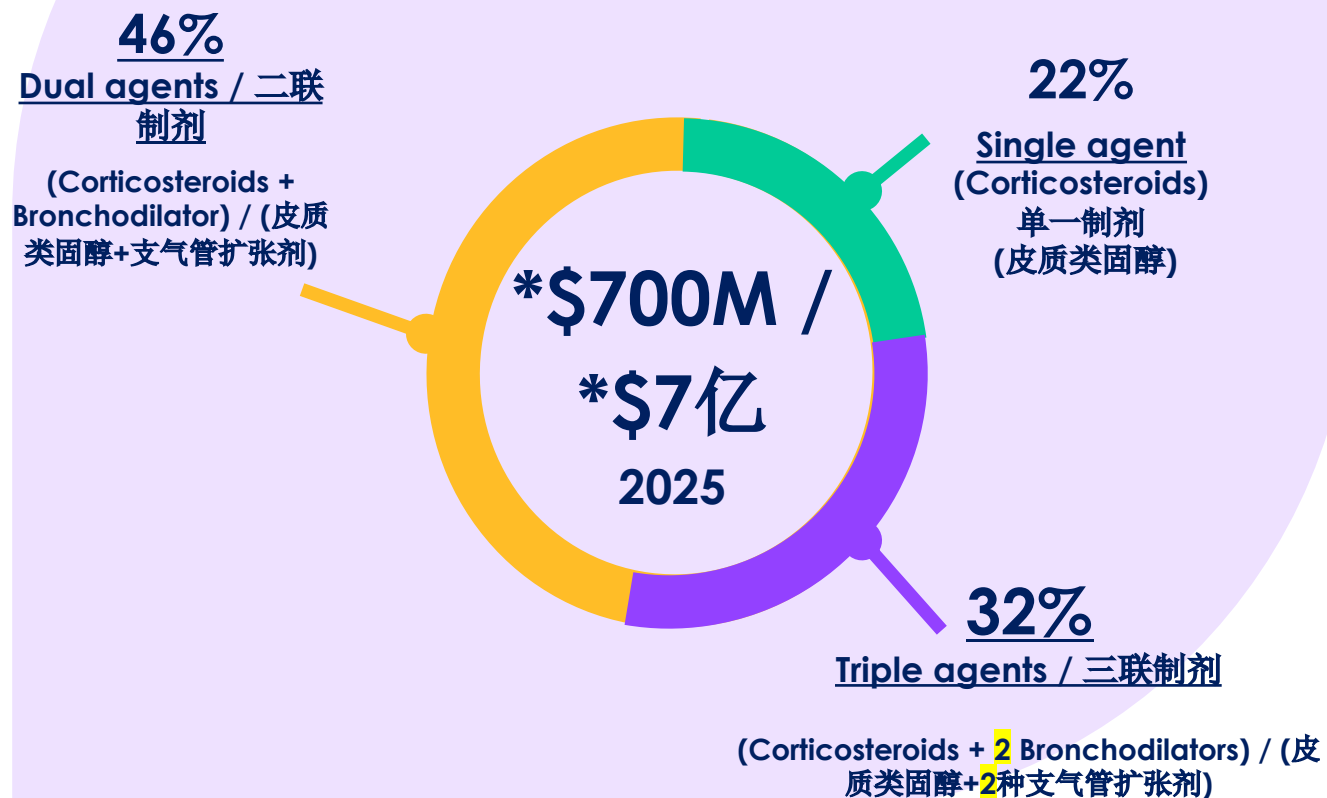 46%
Dual agents / 二联
制剂
(Corticosteroids +
Bronchodilator) / (皮质
类固醇+支气管扩张剂)
22%
Single agent
(Corticosteroids)
单一制剂
(皮质类固醇)
*$700M /
*$7亿
2025
32%
Triple agents / 三联制剂
(Corticosteroids + 2 Bronchodilators) / (皮
质类固醇+2种支气管扩张剂)